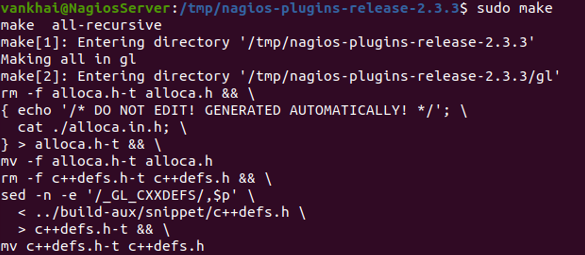 vankhai@NagiosServer:/tmp/nagios-plugins-release-2.3.3$ sudo make
make  all-recursive
make[1]: Entering directory '/tmp/nagios-plugins-release-2.3.3'
Making all in gl
make[2]: Entering directory '/tmp/nagios-plugins-release-2.3.3/gl'
rm -f alloca.h-t alloca.h && \
{ echo '/* DO NOT EDIT! GENERATED AUTOMATICALLY! */'; \
  cat ./alloca.in.h; \
} > alloca.h-t && \
mv -f alloca.h-t alloca.h
rm -f c++defs.h-t c++defs.h && \
sed -n -e '/_GL_CXXDEFS/,$p' \
  < ../build-aux/snippet/c++defs.h \
  > c++defs.h-t && \
mv c++defs.h-t c++defs.h